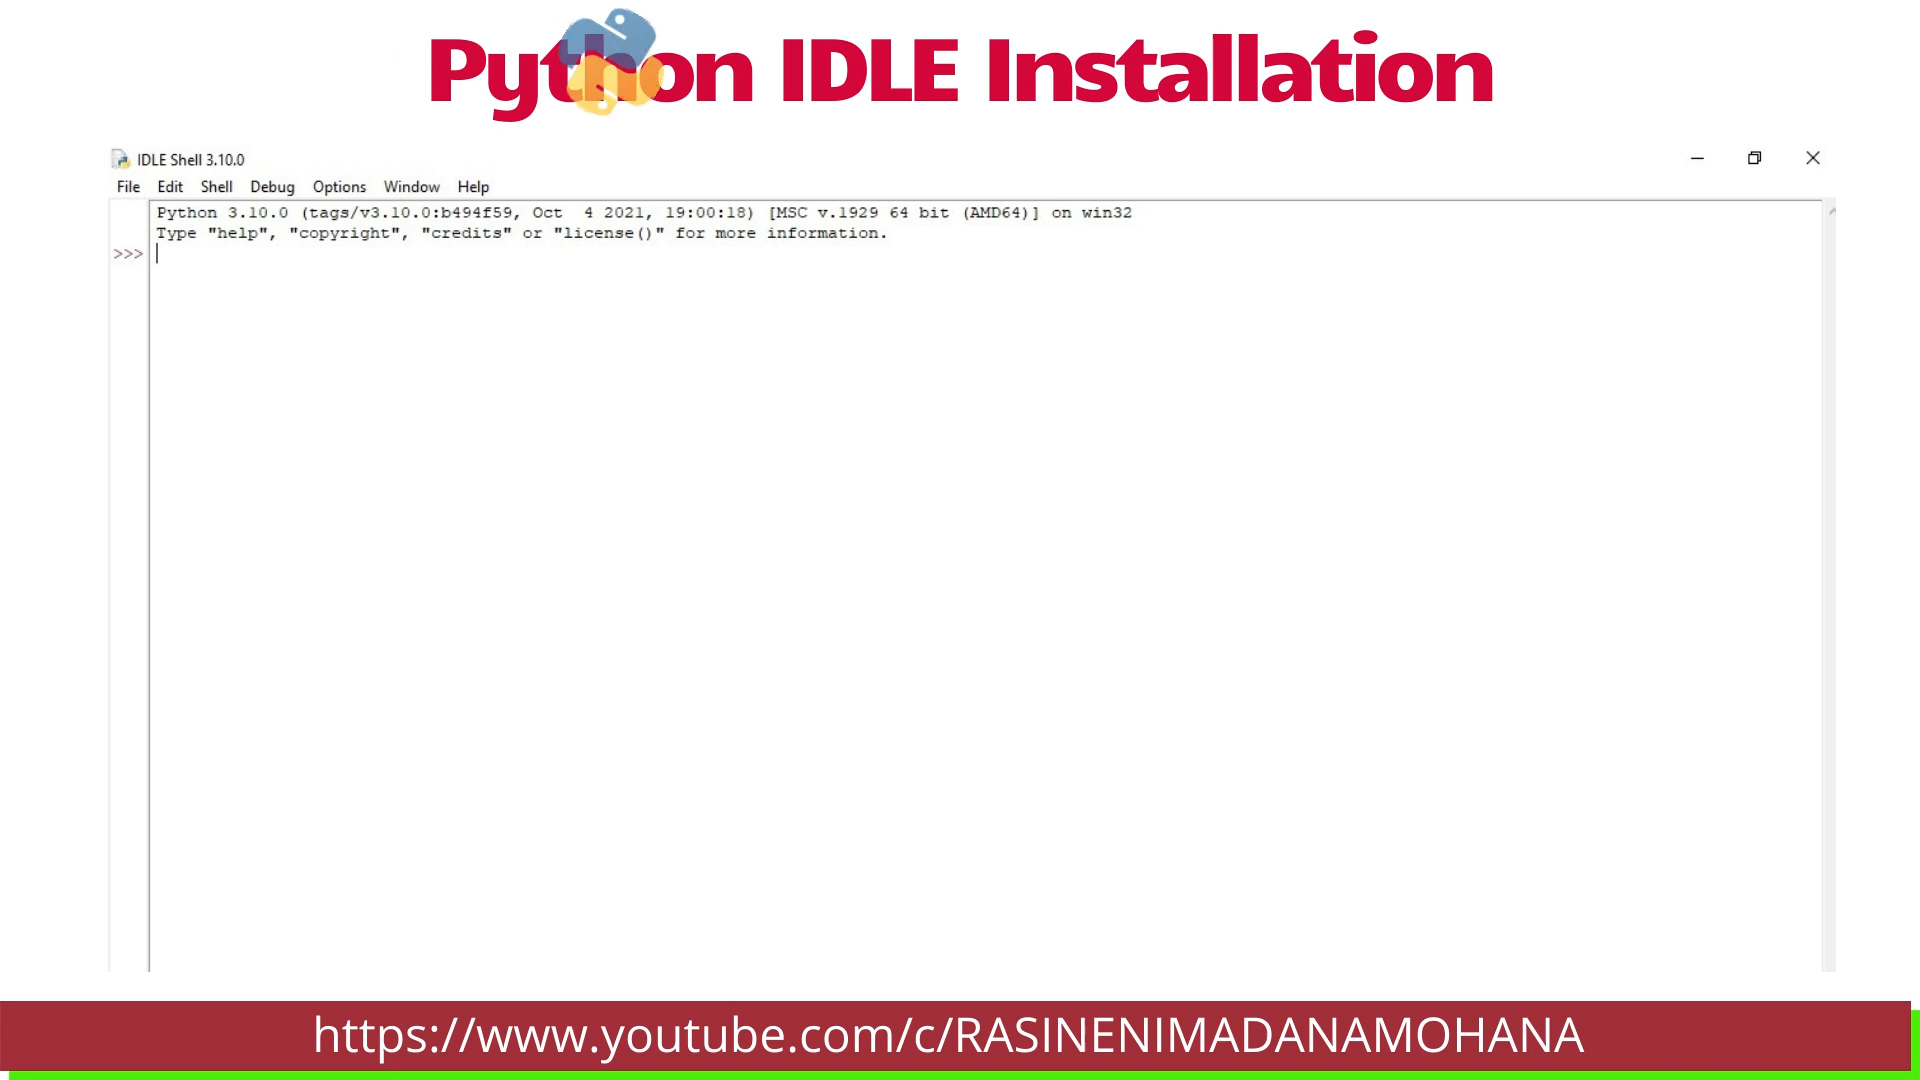 Python IDLE Installation
IDLE Shell 3.10.0
File Edit Shell Debug Options Window Help
Python 3.10.0 (tags/v3.10.0:b494f59, Oct  4 2021, 19:00:18) [MSC v.1929 64 bit (AMD64)] on win32
Type "help", "copyright", "credits" or "license()" for more information.
>>>
https://www.youtube.com/c/RASINENIMADANAMOHANA